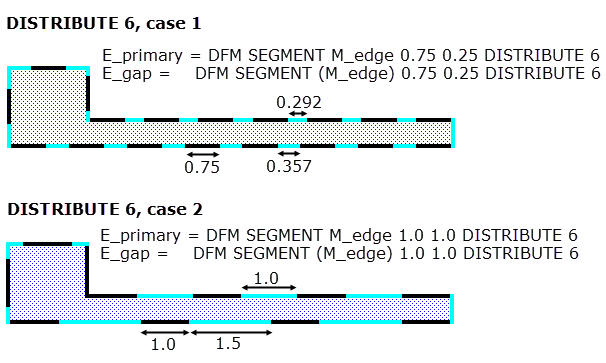 DISTRIBUTE 6, case 1
E_primary = DFM SEGMENT M_edge 0.75 0.25 DISTRIBUTE 6
E_gap = DFM SEGMENT (M_edge) 0.75 0.25 DISTRIBUTE 6
0.292
0.75 0.357
DISTRIBUTE 6, case 2
E_primary = DFM SEGMENT M_edge 1.0 1.0 DISTRIBUTE 6
E_gap = DFM SEGMENT (M_edge) 1.0 1.0 DISTRIBUTE 6
1.0
1.0 1.5